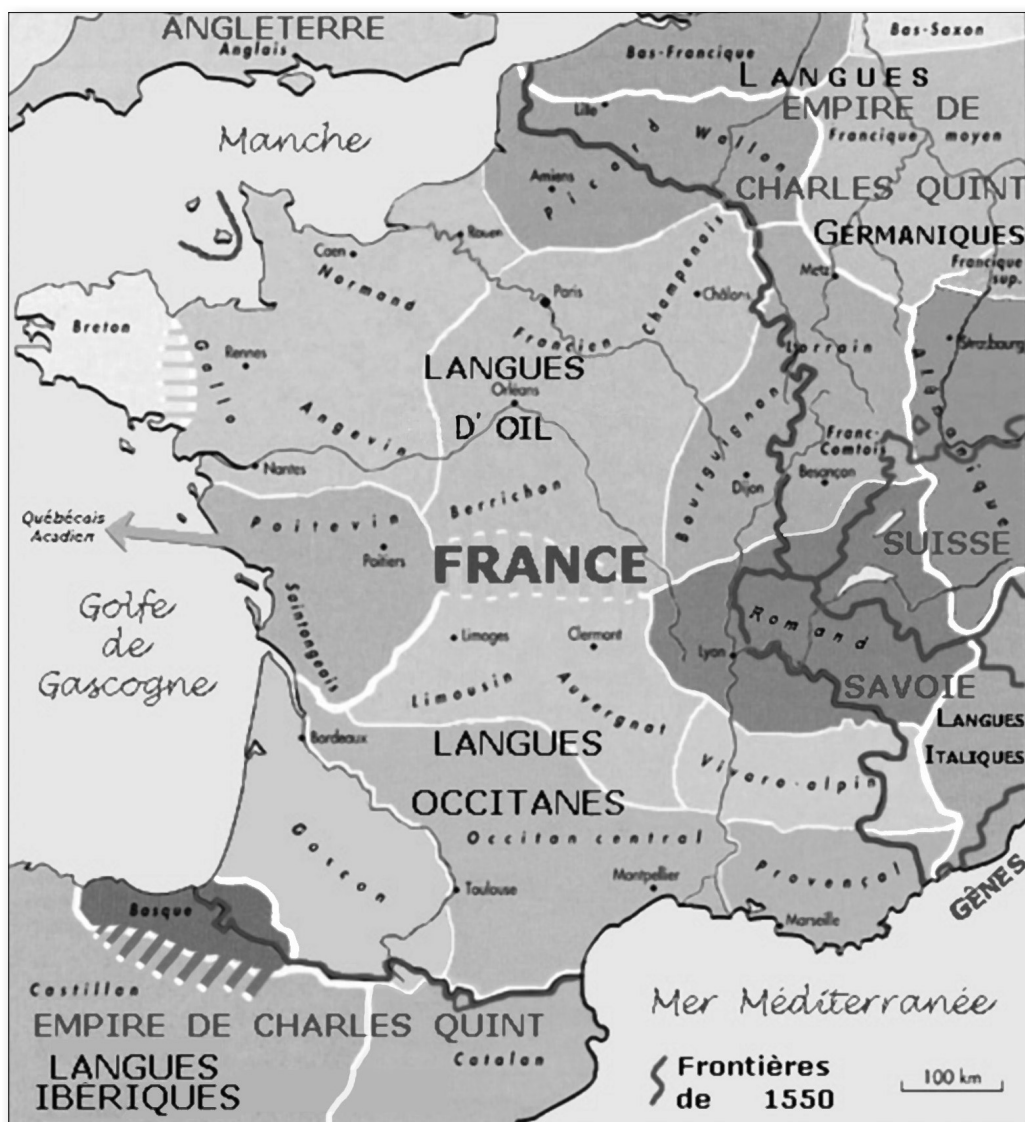 ANGLETERRE
Anglais
Bas-Francique
Bas-Saxon
LANGUES
EMPIRE DE
Francique moyen
Lille
Wallon
Manche
Amiens
Picard
CHARLES QUINT
GERMANIQUES
Francique
sup.
Rouen
Caen
Champenais
Metz
Normand
Paris
Châlons
Breton
Gallo
Rennes
Francien
Lorrain
Strasbourg
Alémanique
LANGUES
Orléans
D' OIL
Angevin
Bourguignon
Franc-
Comtois
Besançon
Nantes
Dijon
Berrichon
Québécois
Acadien
Poitevin
Poitiers
FRANCE
SUISSE
Golfe
de
Gascogne
Saintongeais
Limoges
Clermont
Lyon
Romand
Limousin
Auvergnat
SAVOIE
LANGUES
ITALIQUES
Bordeaux
LANGUES
OCCITANES
Vivaro-alpin
Gascon
Occitan central
Toulouse
Montpellier
Provençal
Marseille
GÊNES
Basque
Castillan
EMPIRE DE CHARLES QUINT
Catalan
LANGUES
IBÉRIQUES
Mer Méditerranée
Frontières
de 1550
100 km